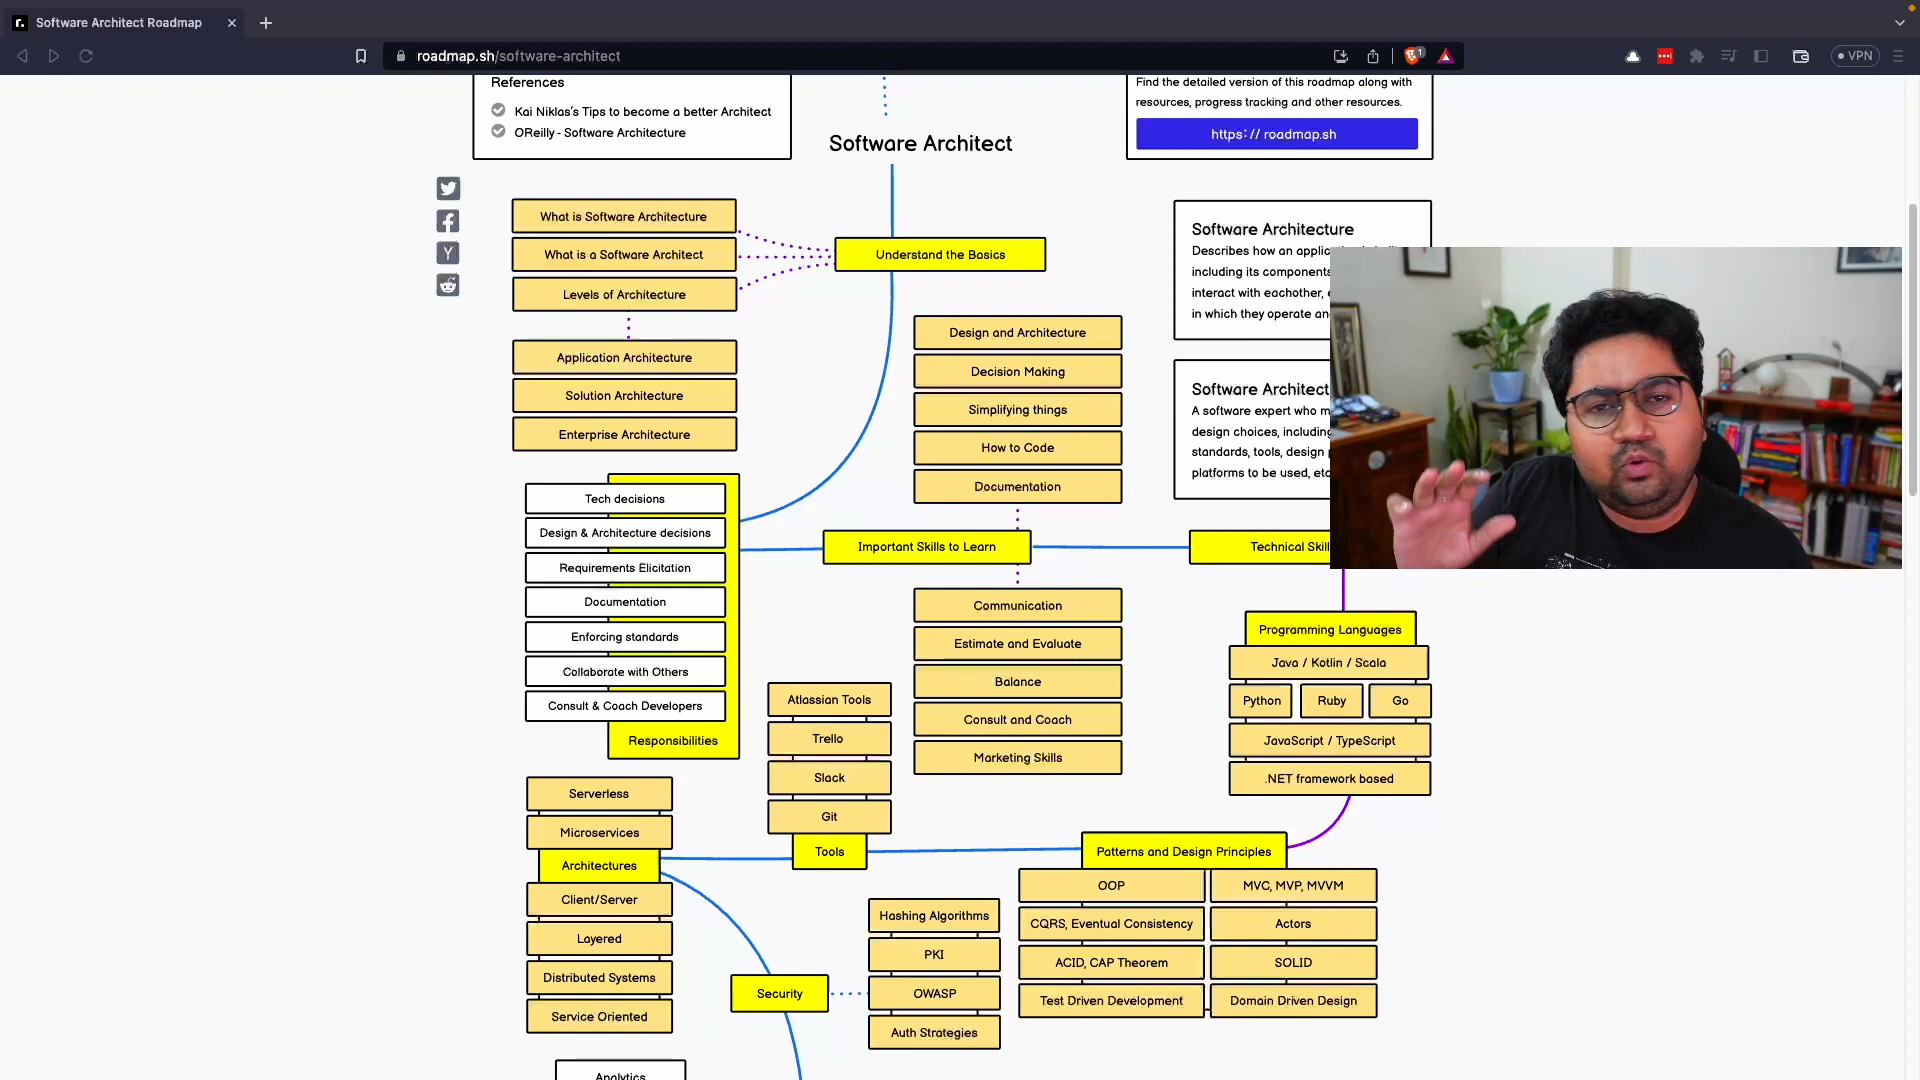 Software Architect Roadmap
roadmap.sh/software-architect
1
VPN
References
Kai Niklas's Tips to become a better Architect
OReilly - Software Architecture
Software Architect
Find the detailed version of this roadmap along with
resources, progress tracking and other resources.
https:// roadmap.sh
What is Software Architecture
What is a Software Architect
Levels of Architecture
Understand the Basics
Application Architecture
Solution Architecture
Enterprise Architecture
Software Architecture
Describes how an
including its components
interact with eachother,
in which they operate
Software Architect
A software expert who
design choices, including
standards, tools, design
platforms to be used,
Design and Architecture
Decision Making
Simplifying things
How to Code
Documentation
Important Skills to Learn
Technical
Tech decisions
Design & Architecture decisions
Requirements Elicitation
Documentation
Enforcing standards
Collaborate with Others
Consult & Coach Developers
Responsibilities
Communication
Estimate and Evaluate
Balance
Consult and Coach
Marketing Skills
Programming Languages
Java / Kotlin / Scala
Python
Ruby
Go
JavaScript / TypeScript
.NET framework based
Atlassian Tools
Trello
Slack
Git
Tools
Serverless
Microservices
Architectures
Client/Server
Layered
Distributed Systems
Service Oriented
Patterns and Design Principles
OOP
MVC, MVP, MVVM
CQRS, Eventual Consistency
Actors
ACID, CAP Theorem
SOLID
Test Driven Development
Domain Driven Design
Hashing Algorithms
PKI
OWASP
Auth Strategies
Security
Analytics